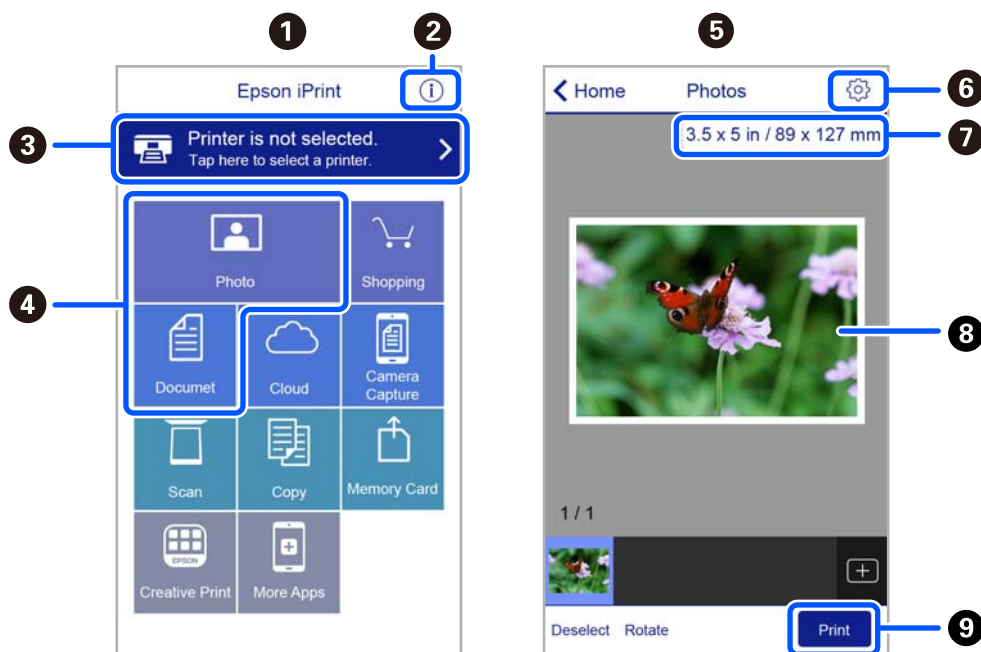 1
2
Epson iPrint
i
3
Printer is not selected.
Tap here to select a printer.
4
Photo
Shopping
Documet
Cloud
Camera
Capture
Scan
Copy
Memory Card
EPSON
Creative Print
More Apps
5
Home
Photos
6
3.5 x 5 in / 89 x 127 mm
7
8
1 / 1
Deselect
Rotate
Print
9